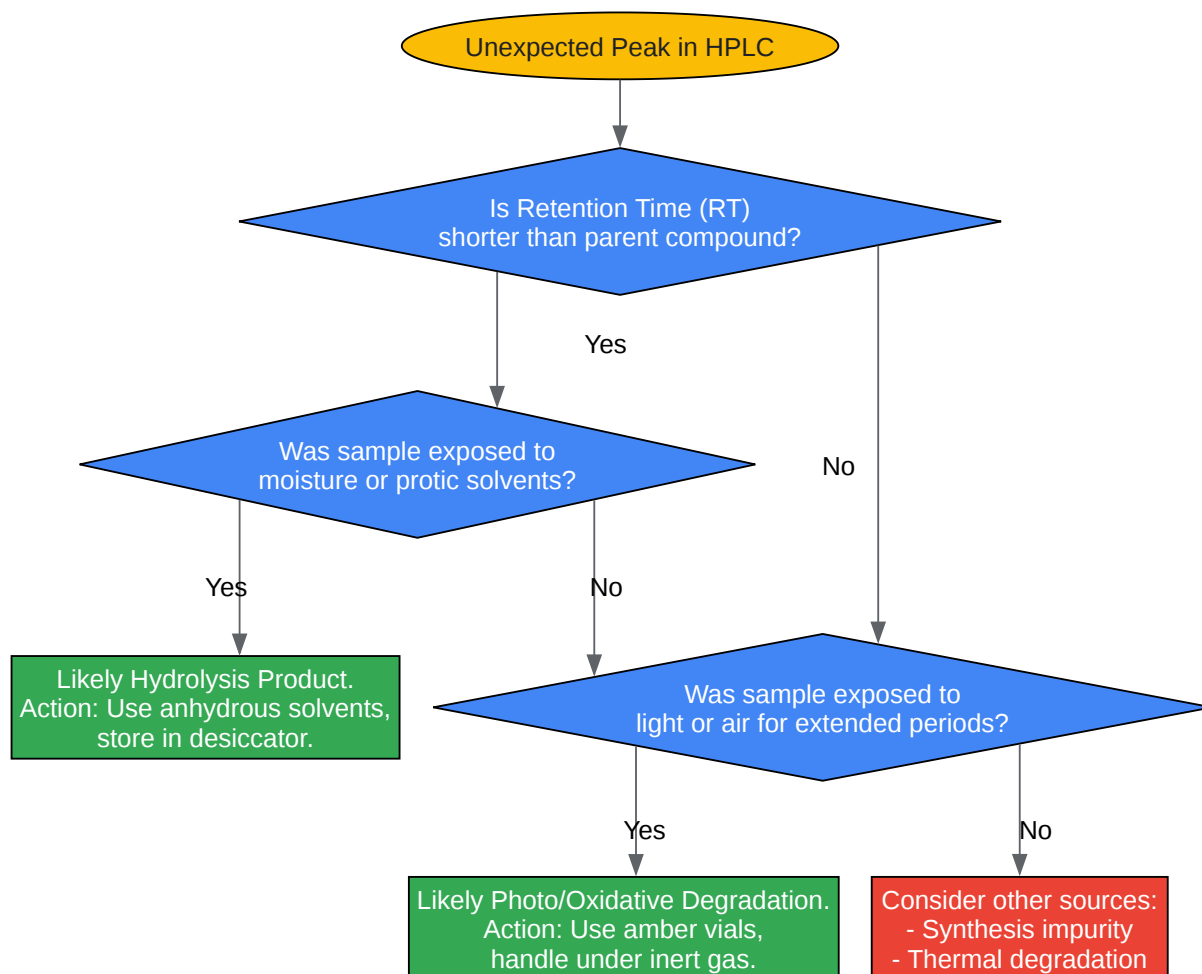 Unexpected Peak in HPLC
Is Retention Time (RT)
shorter than parent compound?
Yes
Was sample exposed to
moisture or protic solvents?
No
Yes
No
Likely Hydrolysis Product.
Action: Use anhydrous solvents,
store in desiccator.
Was sample exposed to
light or air for extended periods?
Yes
No
Likely Photo/Oxidative Degradation.
Action: Use amber vials,
handle under inert gas.
Consider other sources:
- Synthesis impurity
- Thermal degradation